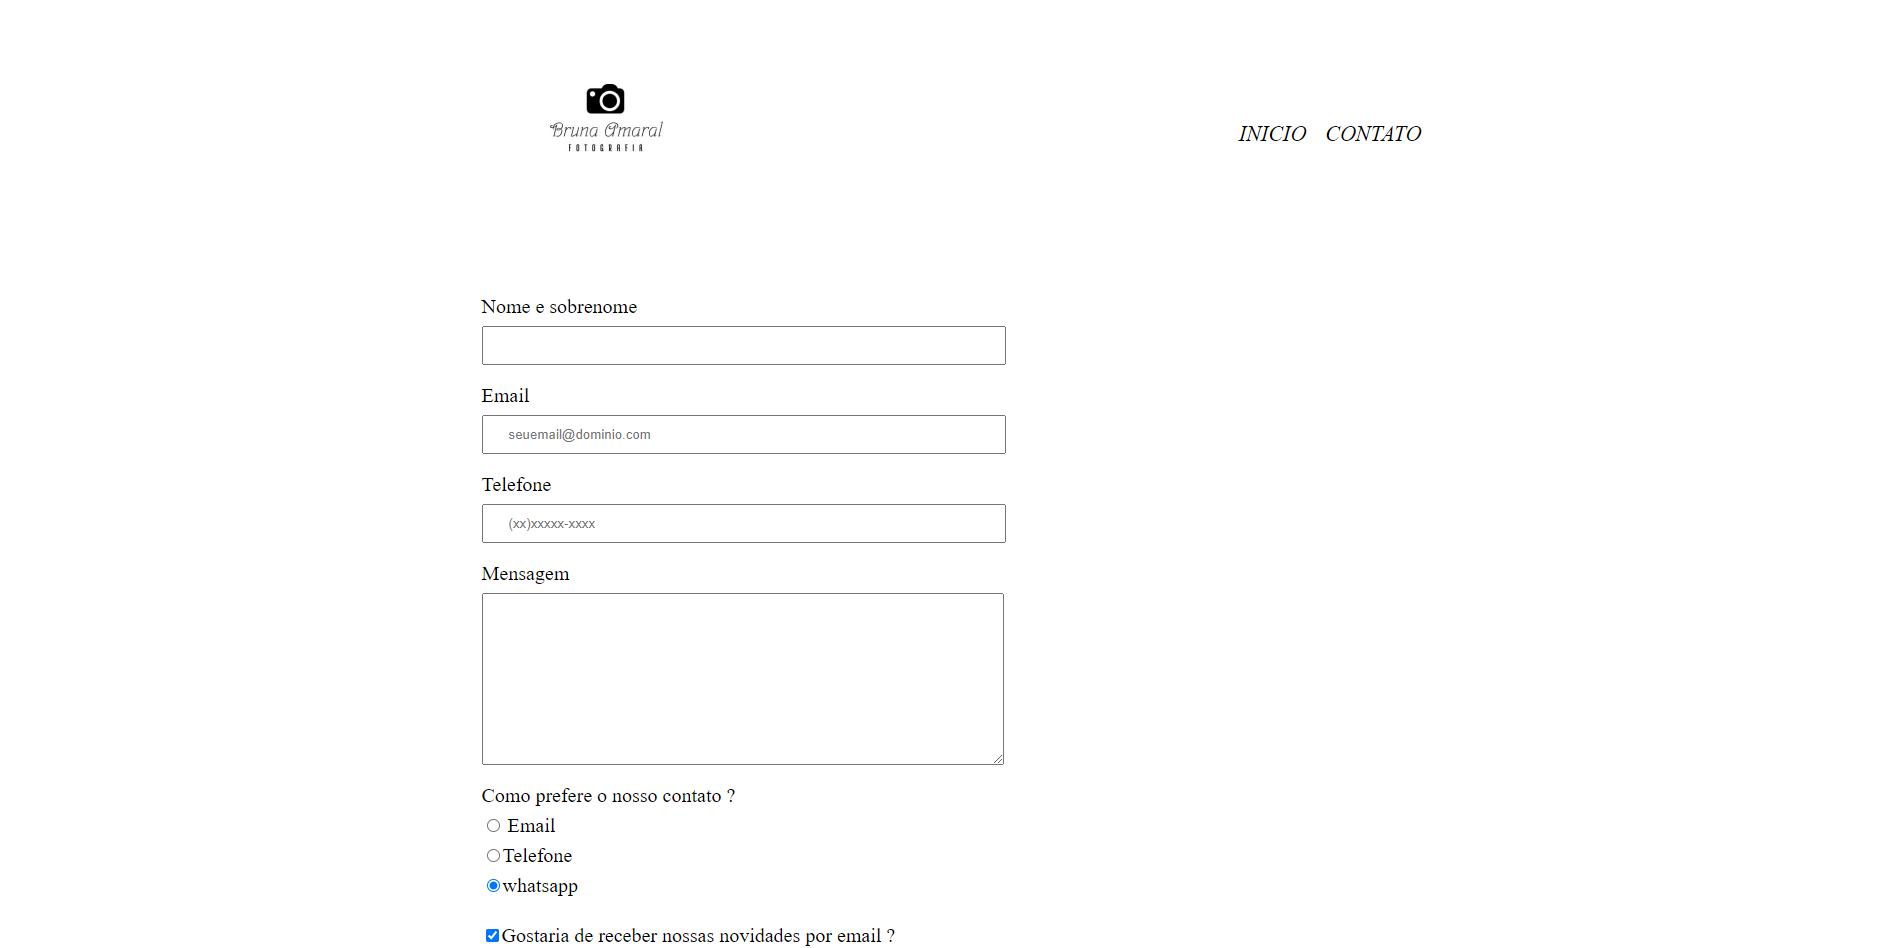 Bruna Amaral
FOTOGRAFIA
INICIO CONTATO
Nome e sobrenome
Email
seuemail@dominio.com
Telefone
(xx)xxxxx-xxxx
Mensagem
Como prefere o nosso contato ?
Email
Telefone
whatsapp
Gostaria de receber nossas novidades por email ?